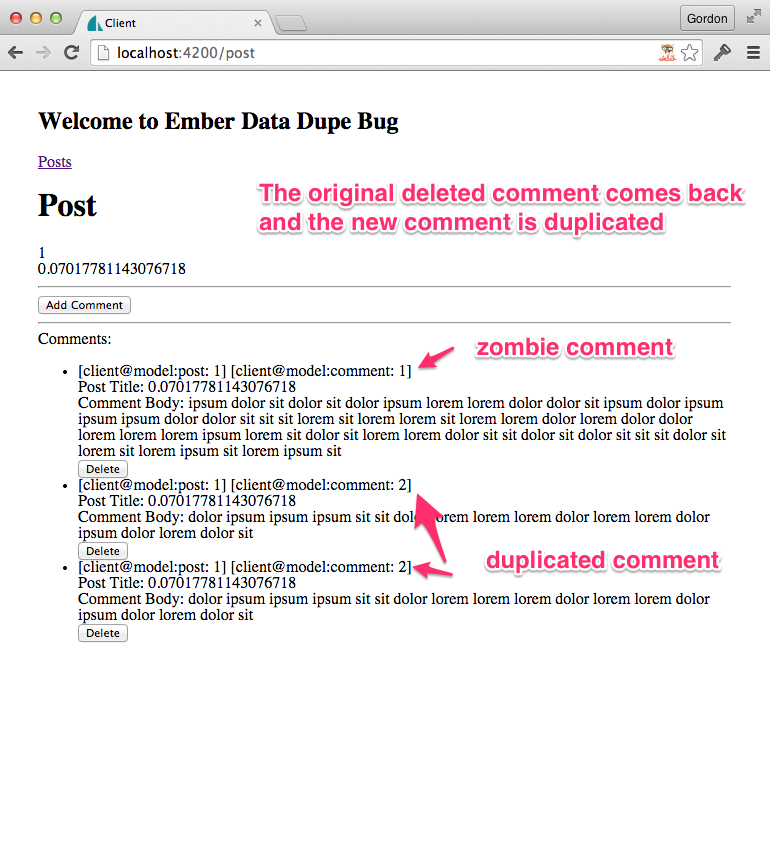 Client
Gordon
localhost:4200/post
Welcome to Ember Data Dupe Bug
Posts
The original deleted comment comes back
and the new comment is duplicated
Post
1
0.07017781143076718
Add Comment
Comments:
zombie comment
[client@model:post: 1] [client@model:comment: 1]
Post Title: 0.07017781143076718
Comment Body: ipsum dolor sit dolor sit dolor ipsum lorem lorem dolor dolor sit ipsum dolor ipsum
ipsum ipsum dolor dolor sit sit sit lorem sit lorem lorem sit lorem lorem dolor lorem dolor dolor
lorem lorem lorem ipsum lorem sit dolor sit lorem lorem dolor sit sit dolor sit dolor sit sit sit dolor sit
lorem sit lorem ipsum sit lorem ipsum sit
Delete
[client@model:post: 1] [client@model:comment: 2]
Post Title: 0.07017781143076718
Comment Body: dolor ipsum ipsum ipsum sit sit dolor lorem lorem lorem dolor lorem lorem dolor
ipsum dolor lorem dolor sit
Delete
duplicated comment
[client@model:post: 1] [client@model:comment: 2]
Post Title: 0.07017781143076718
Comment Body: dolor ipsum ipsum ipsum sit sit dolor lorem lorem lorem dolor lorem lorem dolor
ipsum dolor lorem dolor sit
Delete